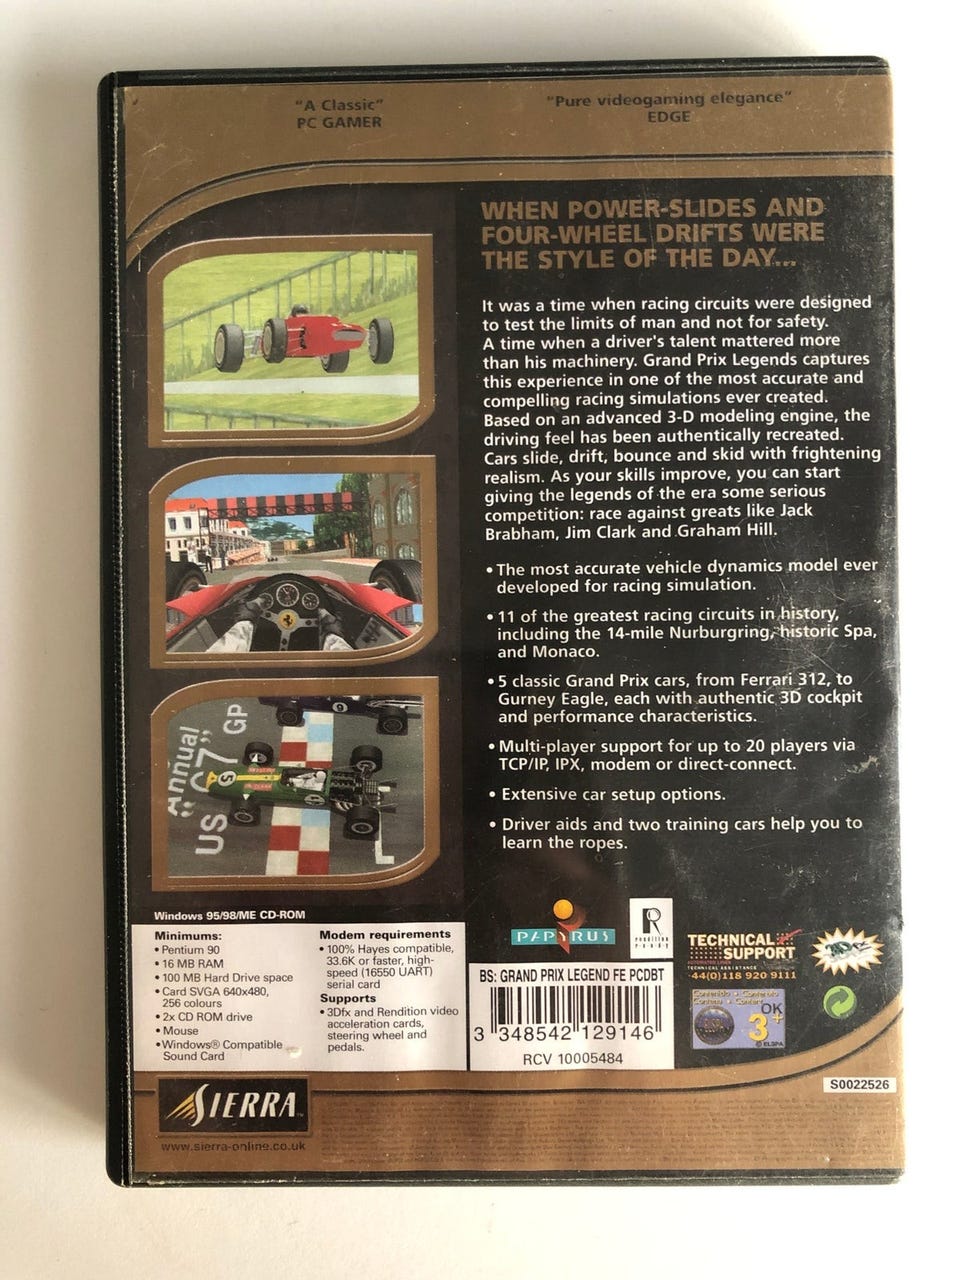 "A Classic"
PC GAMER
"Pure videogaming elegance"
EDGE
WHEN POWER-SLIDES AND
FOUR-WHEEL DRIFTS WERE
THE STYLE OF THE DAY...
It was a time when racing circuits were designed
to test the limits of man and not for safety.
A time when a driver's talent mattered more
than his machinery. Grand Prix Legends captures
this experience in one of the most accurate and
compelling racing simulations ever created.
Based on an advanced 3-D modeling engine, the
driving feel has been authentically recreated.
Cars slide, drift, bounce and skid with frightening
realism. As your skills improve, you can start
giving the legends of the era some serious
competition: race against greats like Jack
Brabham, Jim Clark and Graham Hill.
• The most accurate vehicle dynamics model ever
developed for racing simulation.
• 11 of the greatest racing circuits in history,
including the 14-mile Nurburgring, historic Spa,
and Monaco.
• 5 classic Grand Prix cars, from Ferrari 312, to
Gurney Eagle, each with authentic 3D cockpit
and performance characteristics.
• Multi-player support for up to 20 players via
TCP/IP, IPX, modem or direct-connect.
• Extensive car setup options.
• Driver aids and two training cars help you to
learn the ropes.
Annual
US GP
5
9
Windows 95/98/ME CD-ROM
Minimums:
• Pentium 90
• 16 MB RAM
• 100 MB Hard Drive space
• Card SVGA 640x480,
256 colours
• 2x CD ROM drive
• Mouse
• Windows® Compatible
Sound Card
Modem requirements
• 100% Hayes compatible,
33.6K or faster, high-
speed (16550 UART)
serial card
Supports
• 3Dfx and Rendition video
acceleration cards,
steering wheel and
pedals.
PAPYRUS
R
rendition
ready
BS: GRAND PRIX LEGEND FE PCDBT
3 348542 129146
RCV 10005484
TECHNICAL
SUPPORT
TECHNICAL ASSISTANCE
44(0)118 920 9111
3Dfx
OK
3+
© ELSPA
S0022526
SIERRA™
www.sierra-online.co.uk